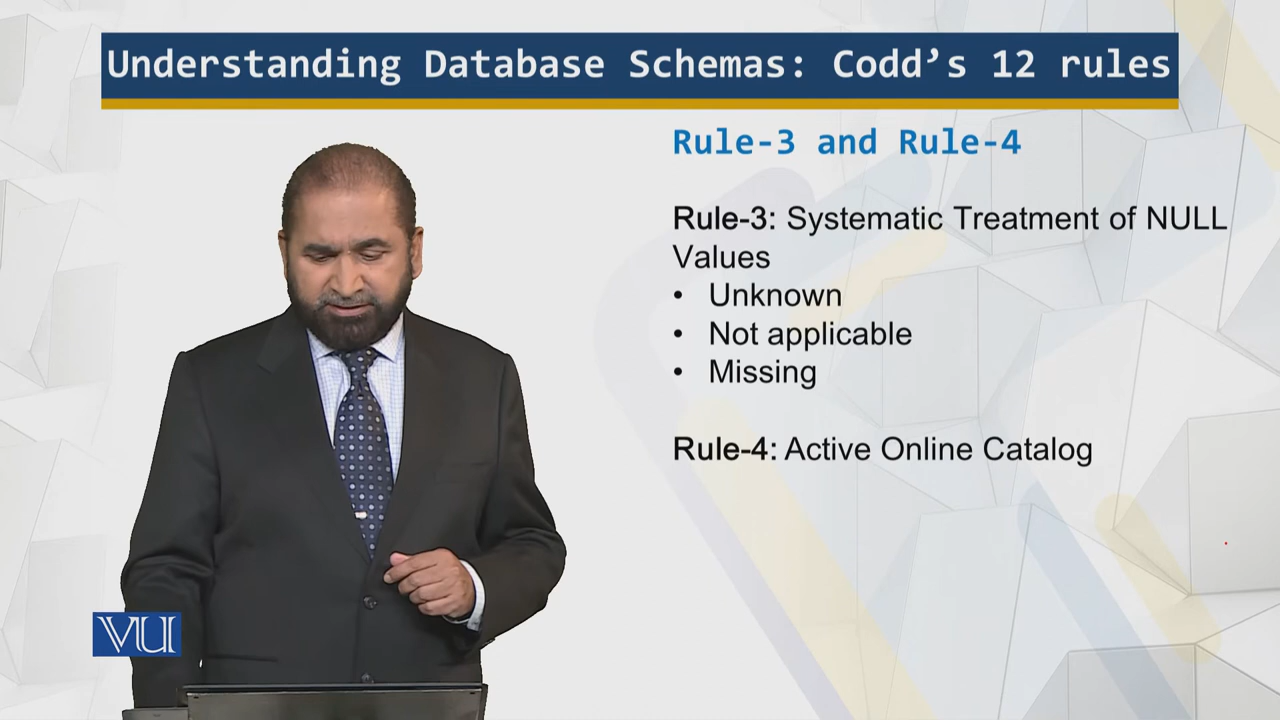 Understanding Database Schemas: Codd’s 12 rules
Rule-3 and Rule-4
Rule-3: Systematic Treatment of NULL
Values
• Unknown
• Not applicable
• Missing
Rule-4: Active Online Catalog
VU